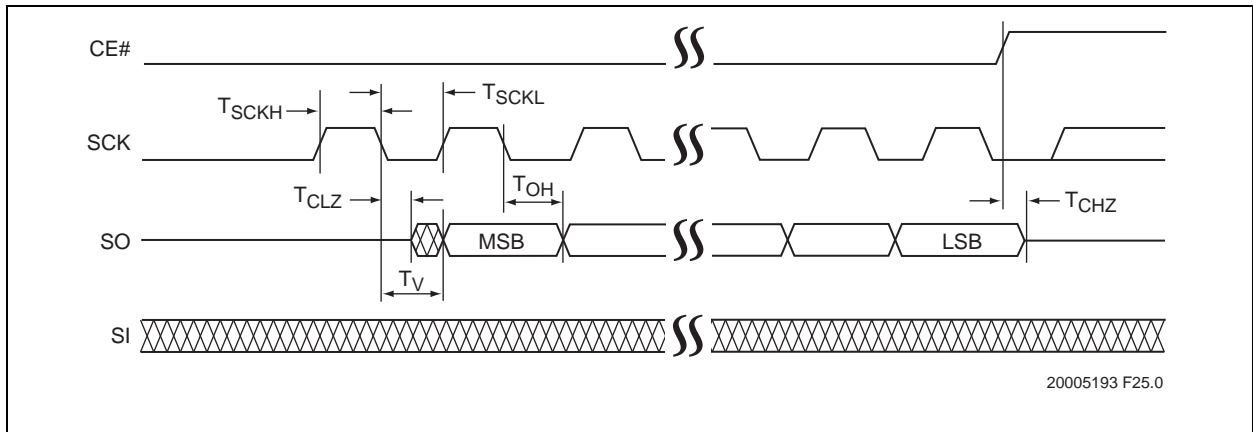 CE#
TSCKH
TSCKL
SCK
TCLZ
TOH
TCHZ
SO
MSB
LSB
TV
SI
20005193 F25.0